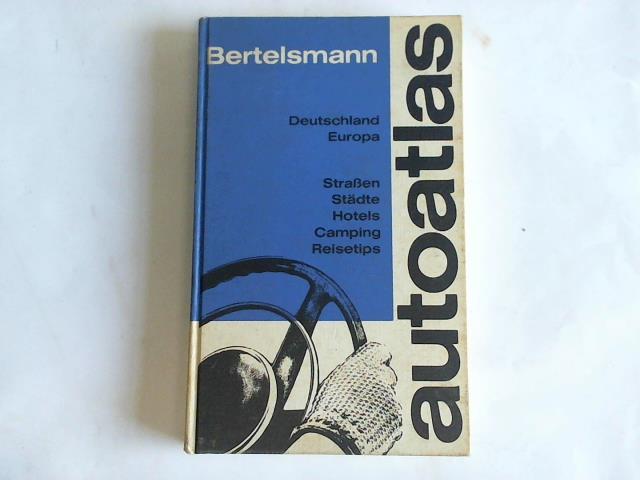 Bertelsmann
autoatlas
Deutschland
Europa
Straßen
Städte
Hotels
Camping
Reisetips